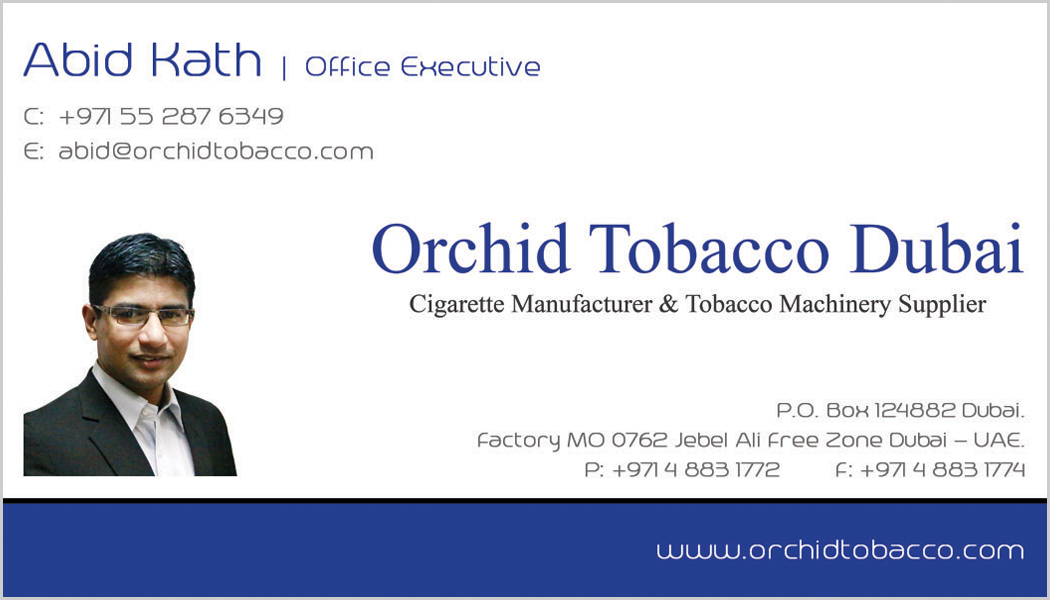 Abid Kath | Office Executive
C: +971 55 287 6349
E: abid@orchidtobacco.com
Orchid Tobacco Dubai
Cigarette Manufacturer & Tobacco Machinery Supplier
P.O. Box 124882 Dubai.
Factory MO 0762 Jebel Ali Free Zone Dubai – UAE.
P: +971 4 883 1772 F: +971 4 883 1774
www.orchidtobacco.com